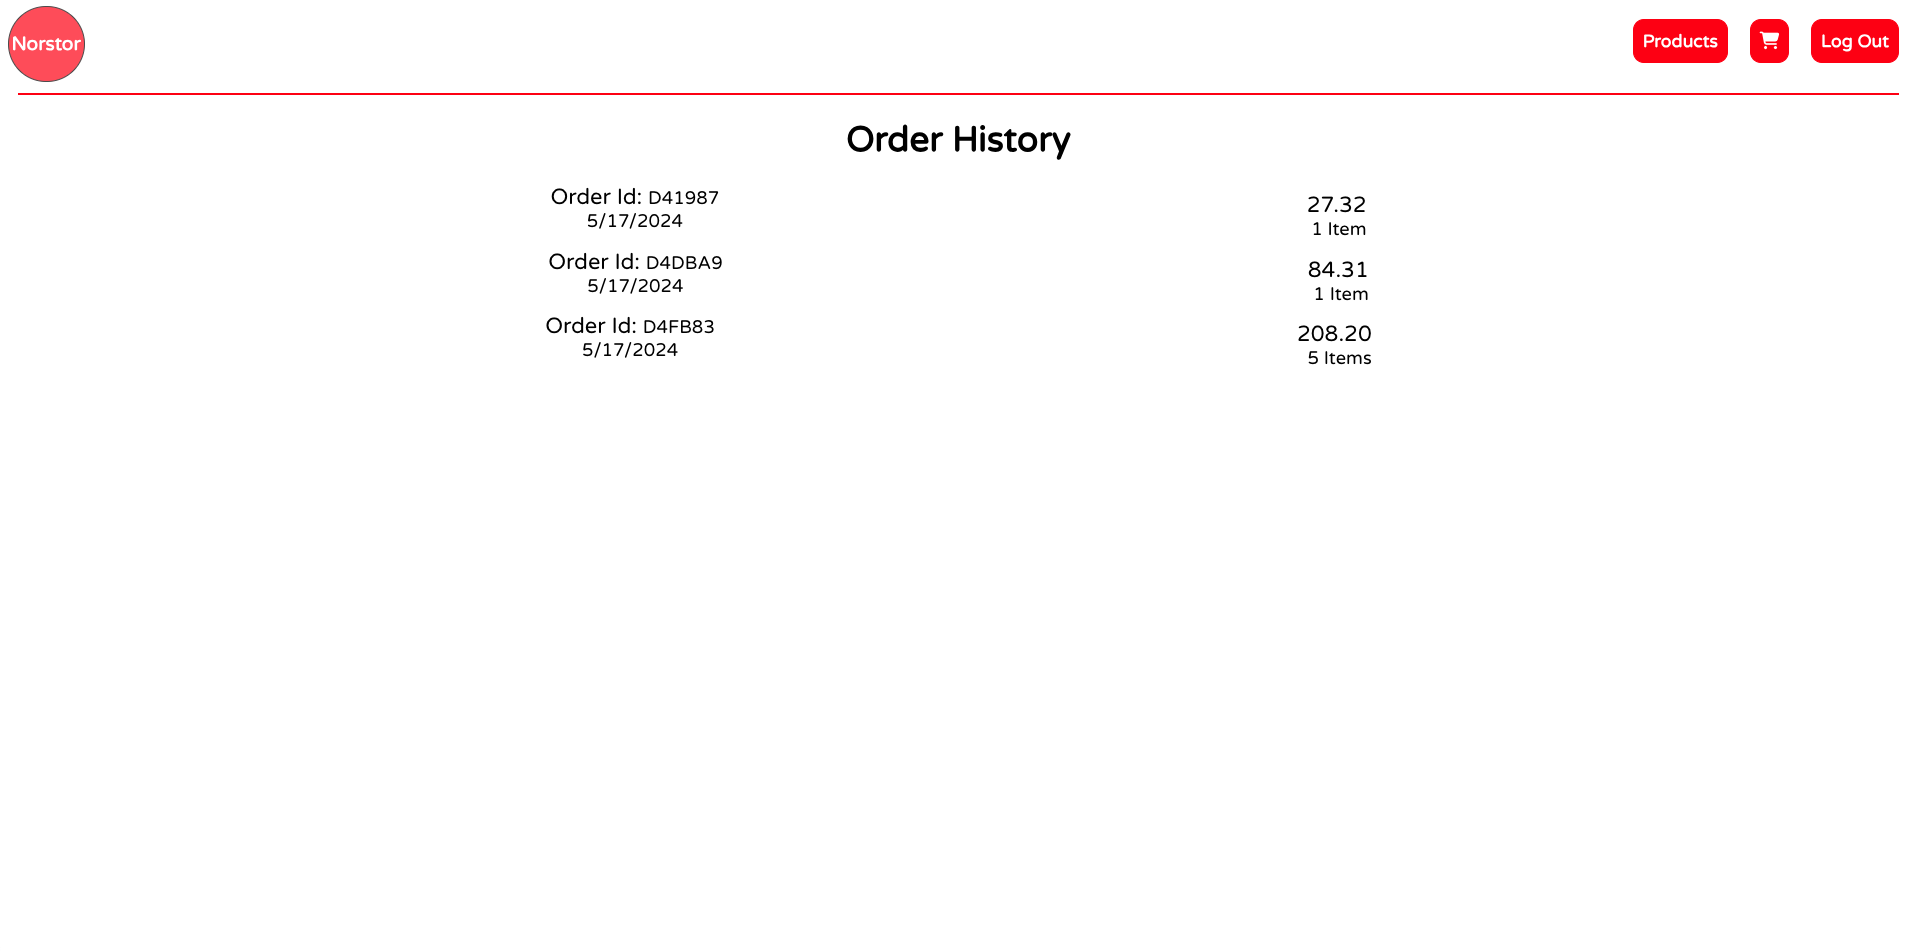 Norstor
Products
Log Out
Order History
Order Id: D41987
5/17/2024
27.32
1 Item
Order Id: D4DBA9
5/17/2024
84.31
1 Item
Order Id: D4FB83
5/17/2024
208.20
5 Items